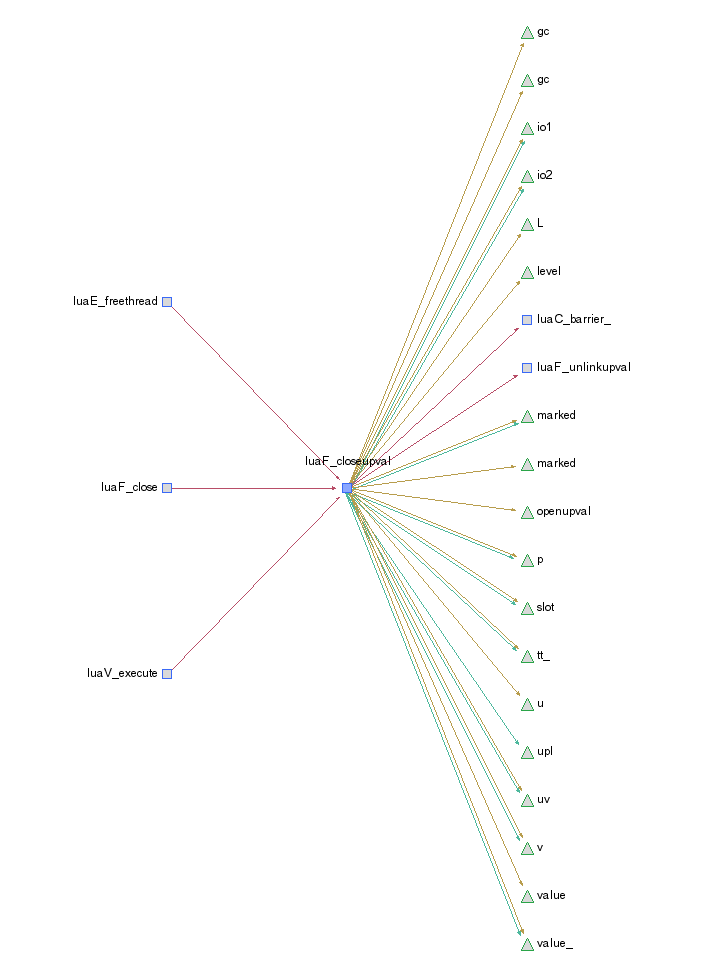 gc
gc
io1
io2
L
level
luaE_freethread
luaC_barrier_
luaF_unlinkupval
marked
luaF_closeupval
marked
luaF_close
openupval
p
slot
tt_
luaV_execute
u
upl
uv
v
value
value_